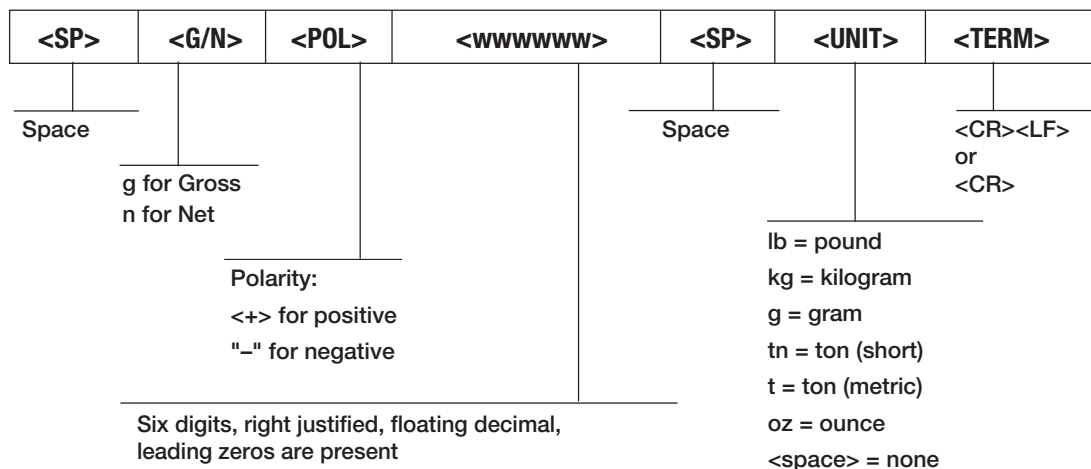 <SP> <G/N> <POL> <wwwwww> <SP> <UNIT> <TERM>
Space
g for Gross
n for Net
Polarity:
<+> for positive
"–" for negative
Six digits, right justified, floating decimal,
leading zeros are present
Space
lb = pound
kg = kilogram
g = gram
tn = ton (short)
t = ton (metric)
oz = ounce
<space> = none
<CR><LF>
or
<CR>